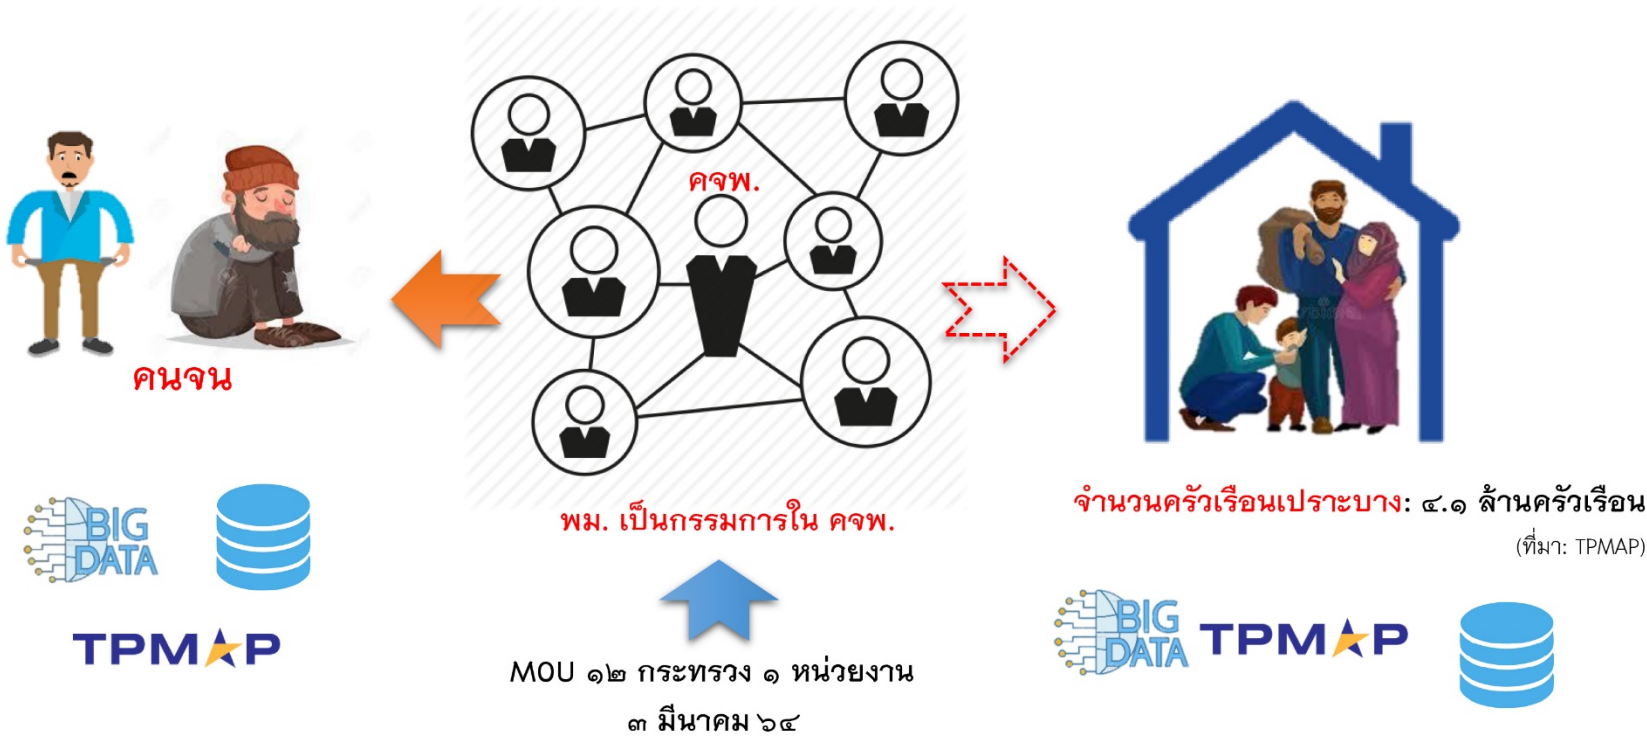 คนจน
BIG
DATA
TPMAP
คจพ.
พม. เป็นกรรมการใน คจพ.
MOU ๑๒ กระทรวง ๑ หน่วยงาน
๓ มีนาคม ๖๔
จำนวนครัวเรือนเปราะบาง: ๔.๑ ล้านครัวเรือน
(ที่มา: TPMAP)
BIG
DATA
TPMAP